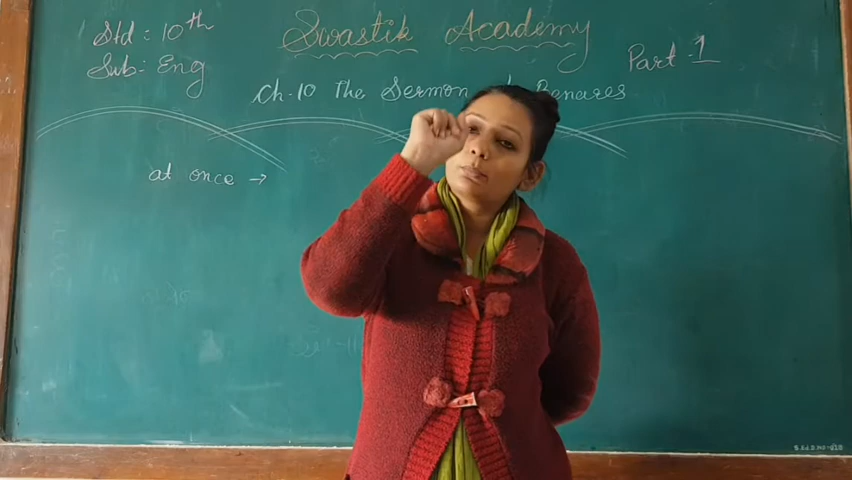 Std : 10th
Swastik Academy
Sub:- Eng
Part - 1
Ch-10 The Sermon Benares
at once →